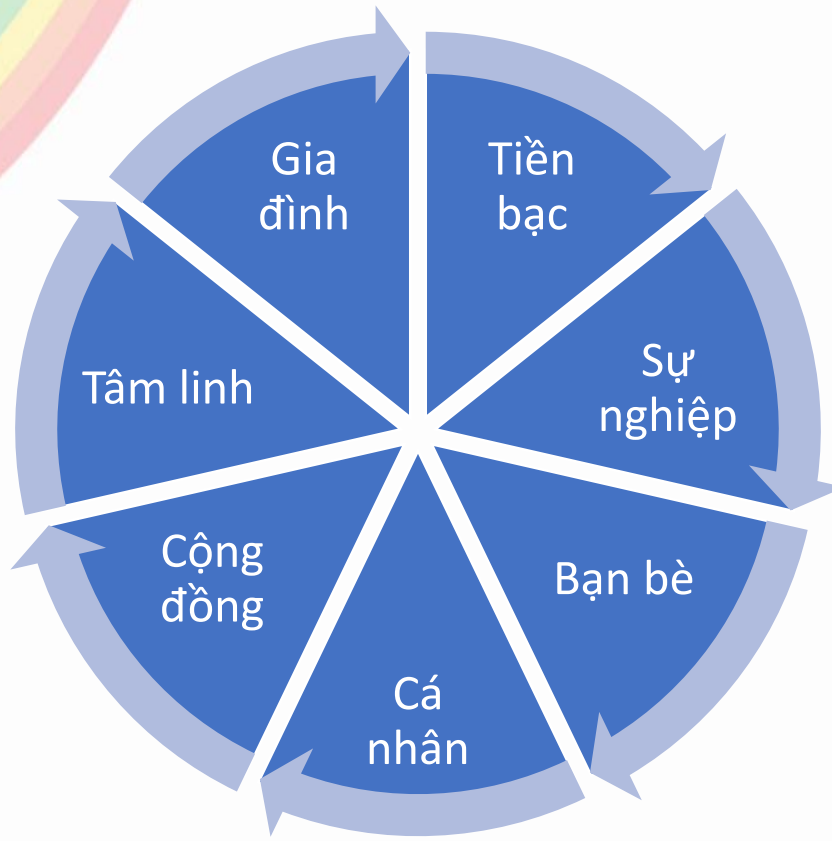 Tiền
bạc
Sự
nghiệp
Bạn bè
Cá
nhân
Cộng
đồng
Tâm linh
Gia
đình